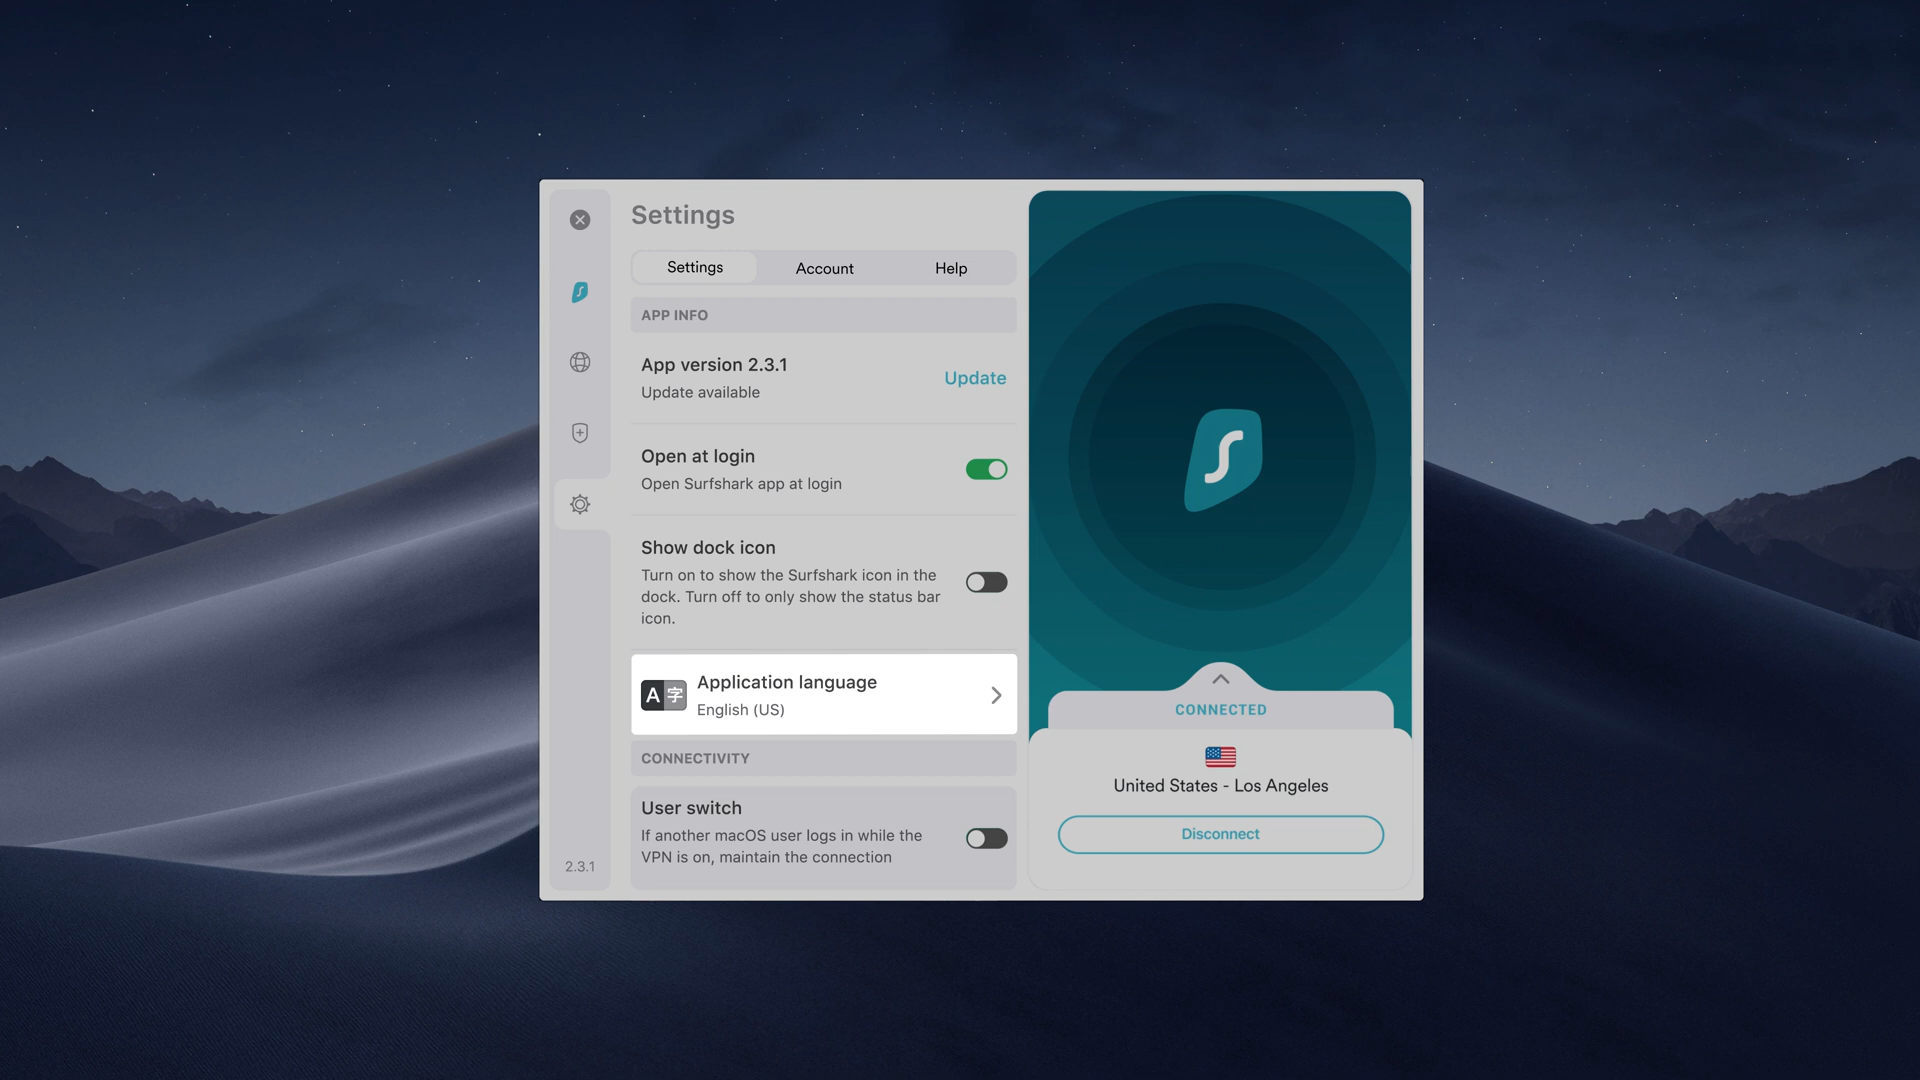 Settings
Settings
Account
Help
APP INFO
App version 2.3.1
Update available
Update
Open at login
Open Surfshark app at login
Show dock icon
Turn on to show the Surfshark icon in the
dock. Turn off to only show the status bar
icon.
A字
Application language
English (US)
CONNECTIVITY
User switch
If another macOS user logs in while the
VPN is on, maintain the connection
2.3.1
CONNECTED
United States - Los Angeles
Disconnect